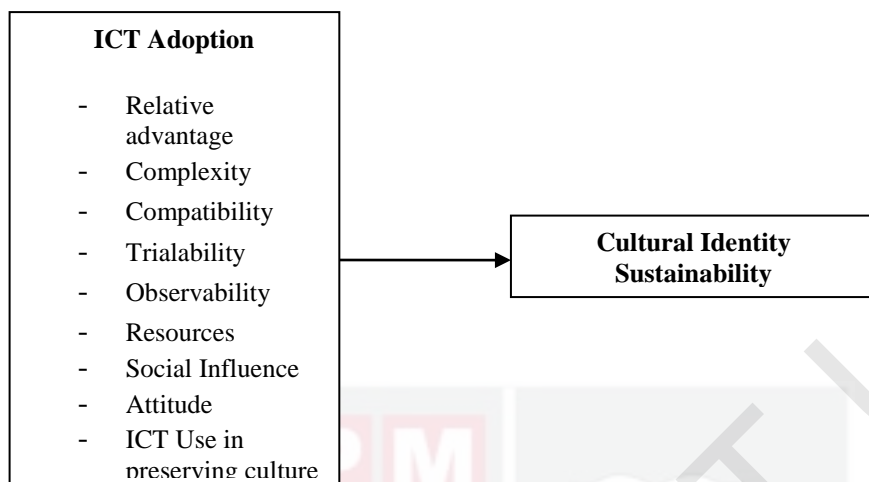 ICT Adoption
- Relative
advantage
- Complexity
- Compatibility
- Trialability
- Observability
- Resources
- Social Influence
- Attitude
- ICT Use in
preserving culture
Cultural Identity
Sustainability
PM